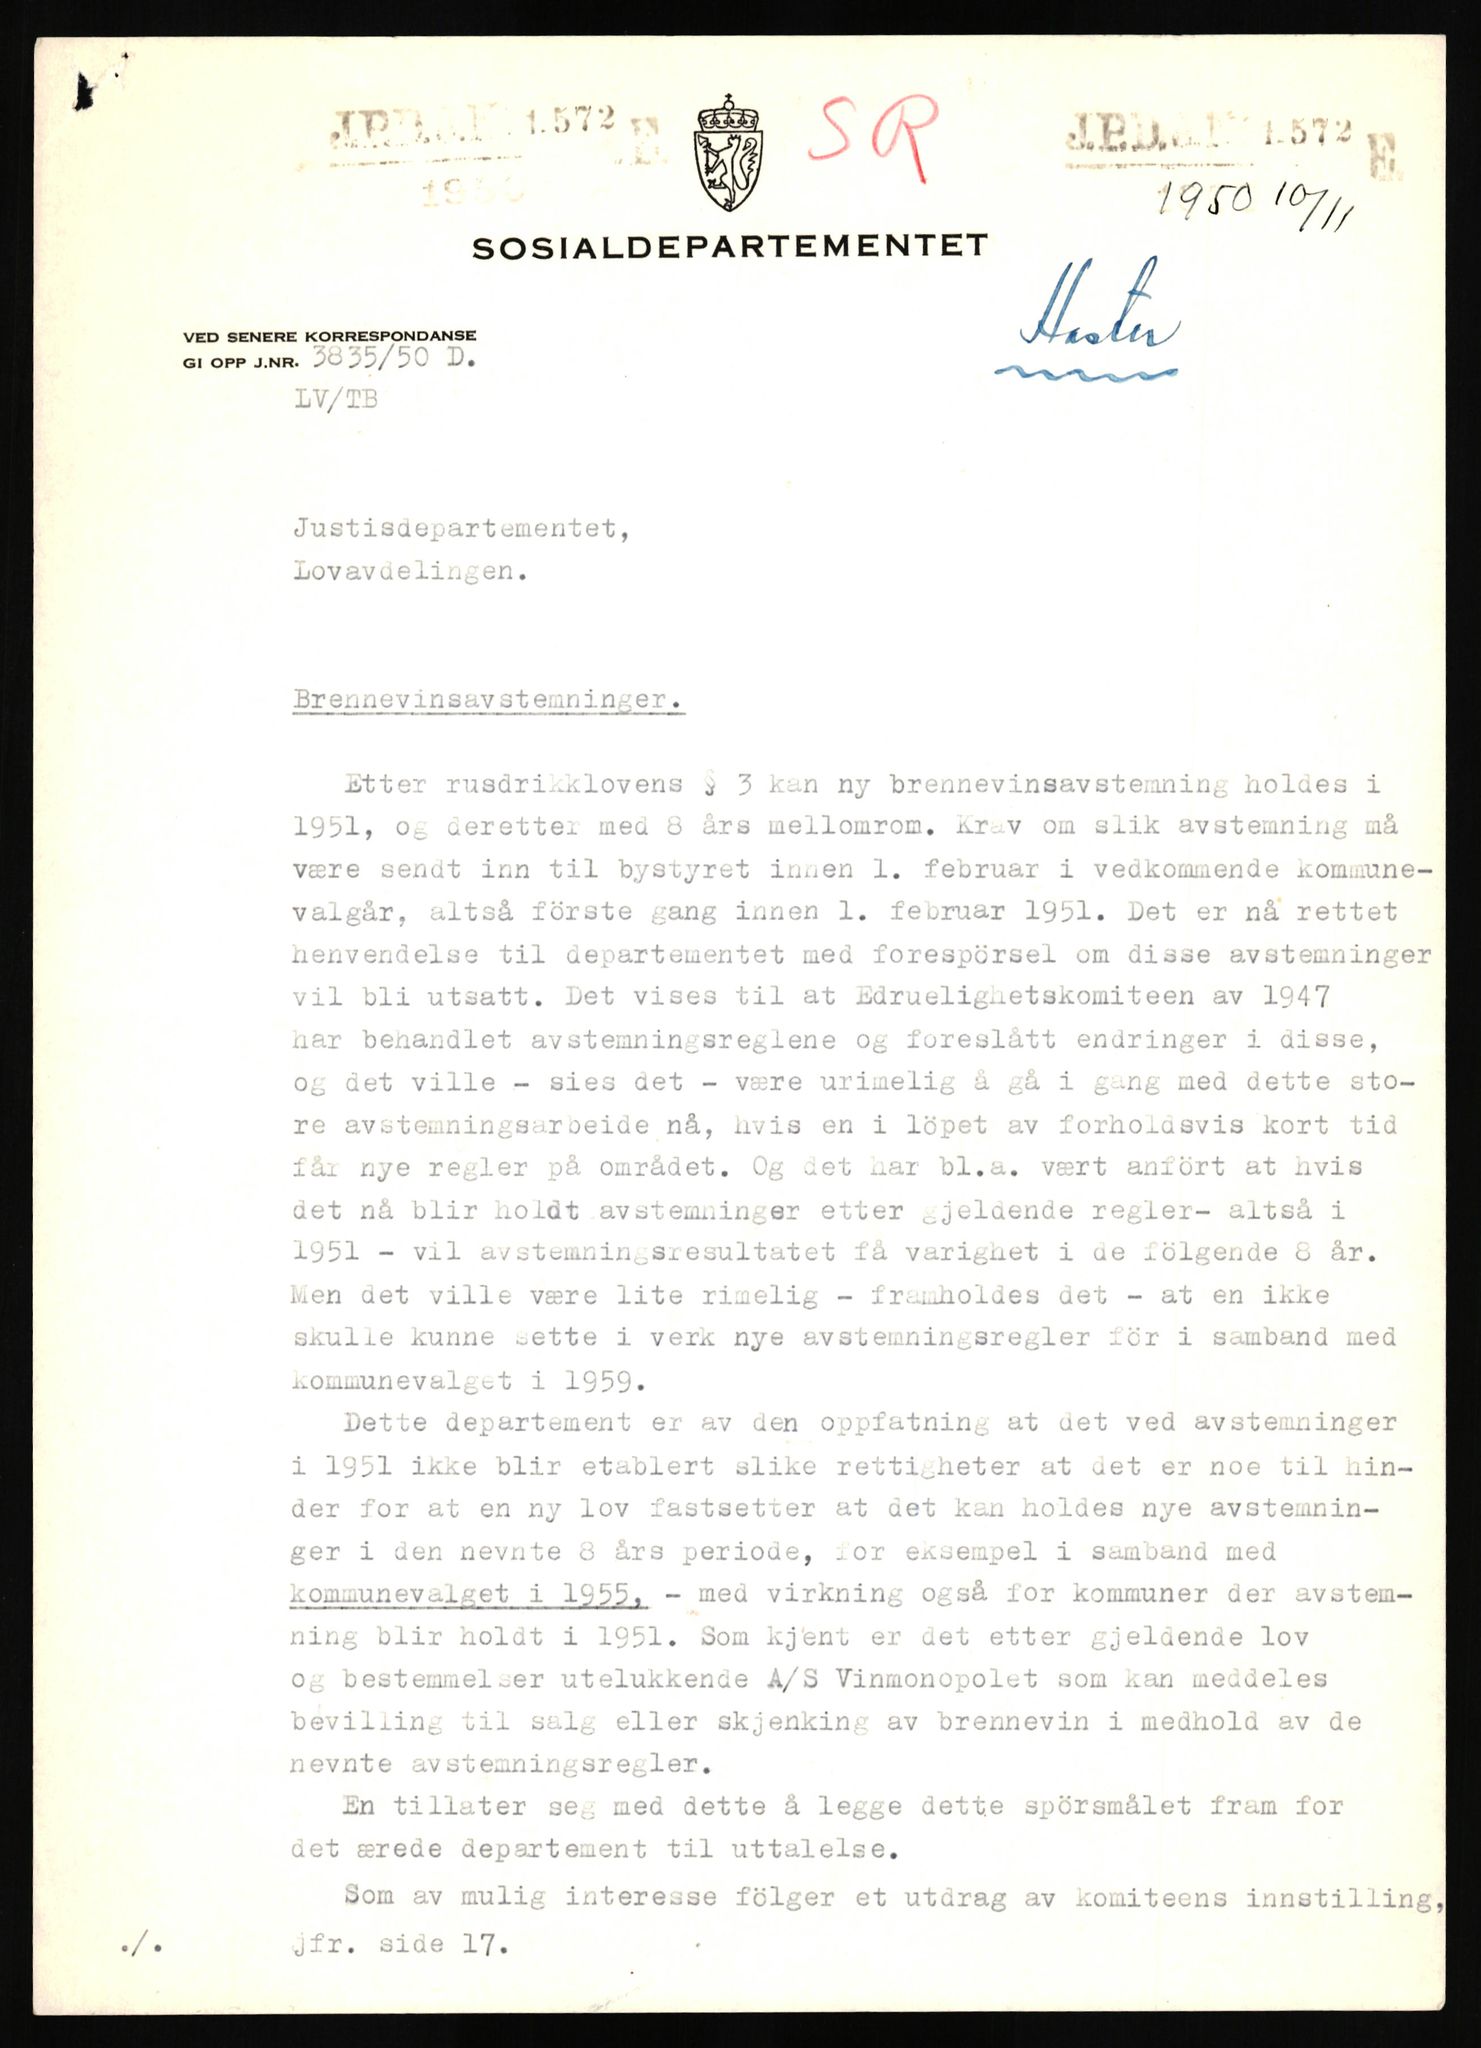 J.P.D. J.Nr. 1.572 E
1950
SR
J.P.D. J.Nr. 1.572 E
1950 10/11
SOSIALDEPARTEMENTET
Haster
VED SENERE KORRESPONDANSE
GI OPP J.NR. 3835/50 D.
LV/TB
Justisdepartementet,
Lovavdelingen.
Brennevinsavstemninger.
Etter rusdrikklovens § 3 kan ny brennevinsavstemning holdes i
1951, og deretter med 8 års mellomrom. Krav om slik avstemning må
være sendt inn til bystyret innen 1. februar i vedkommende kommune-
valgår, altså förste gang innen 1. februar 1951. Det er nå rettet
henvendelse til departementet med forespörsel om disse avstemninger
vil bli utsatt. Det vises til at Edruelighetskomiteen av 1947
har behandlet avstemningsreglene og foreslått endringer i disse,
og det ville - sies det - være urimelig å gå i gang med dette sto-
re avstemningsarbeide nå, hvis en i löpet av forholdsvis kort tid
får nye regler på området. Og det har bl.a. vært anfört at hvis
det nå blir holdt avstemninger etter gjeldende regler- altså i
1951 - vil avstemningsresultatet få varighet i de fölgende 8 år.
Men det ville være lite rimelig - framholdes det - at en ikke
skulle kunne sette i verk nye avstemningsregler för i samband med
kommunevalget i 1959.
Dette departement er av den oppfatning at det ved avstemninger
i 1951 ikke blir etablert slike rettigheter at det er noe til hin-
der for at en ny lov fastsetter at det kan holdes nye avstemnin-
ger i den nevnte 8 års periode, for eksempel i samband med
kommunevalget i 1955, - med virkning også for kommuner der avstem-
ning blir holdt i 1951. Som kjent er det etter gjeldende lov
og bestemmelser utelukkende A/S Vinmonopolet som kan meddeles
bevilling til salg eller skjenking av brennevin i medhold av de
nevnte avstemningsregler.
En tillater seg med dette å legge dette spörsmålet fram for
det ærede departement til uttalelse.
Som av mulig interesse fölger et utdrag av komiteens innstilling,
./. jfr. side 17.